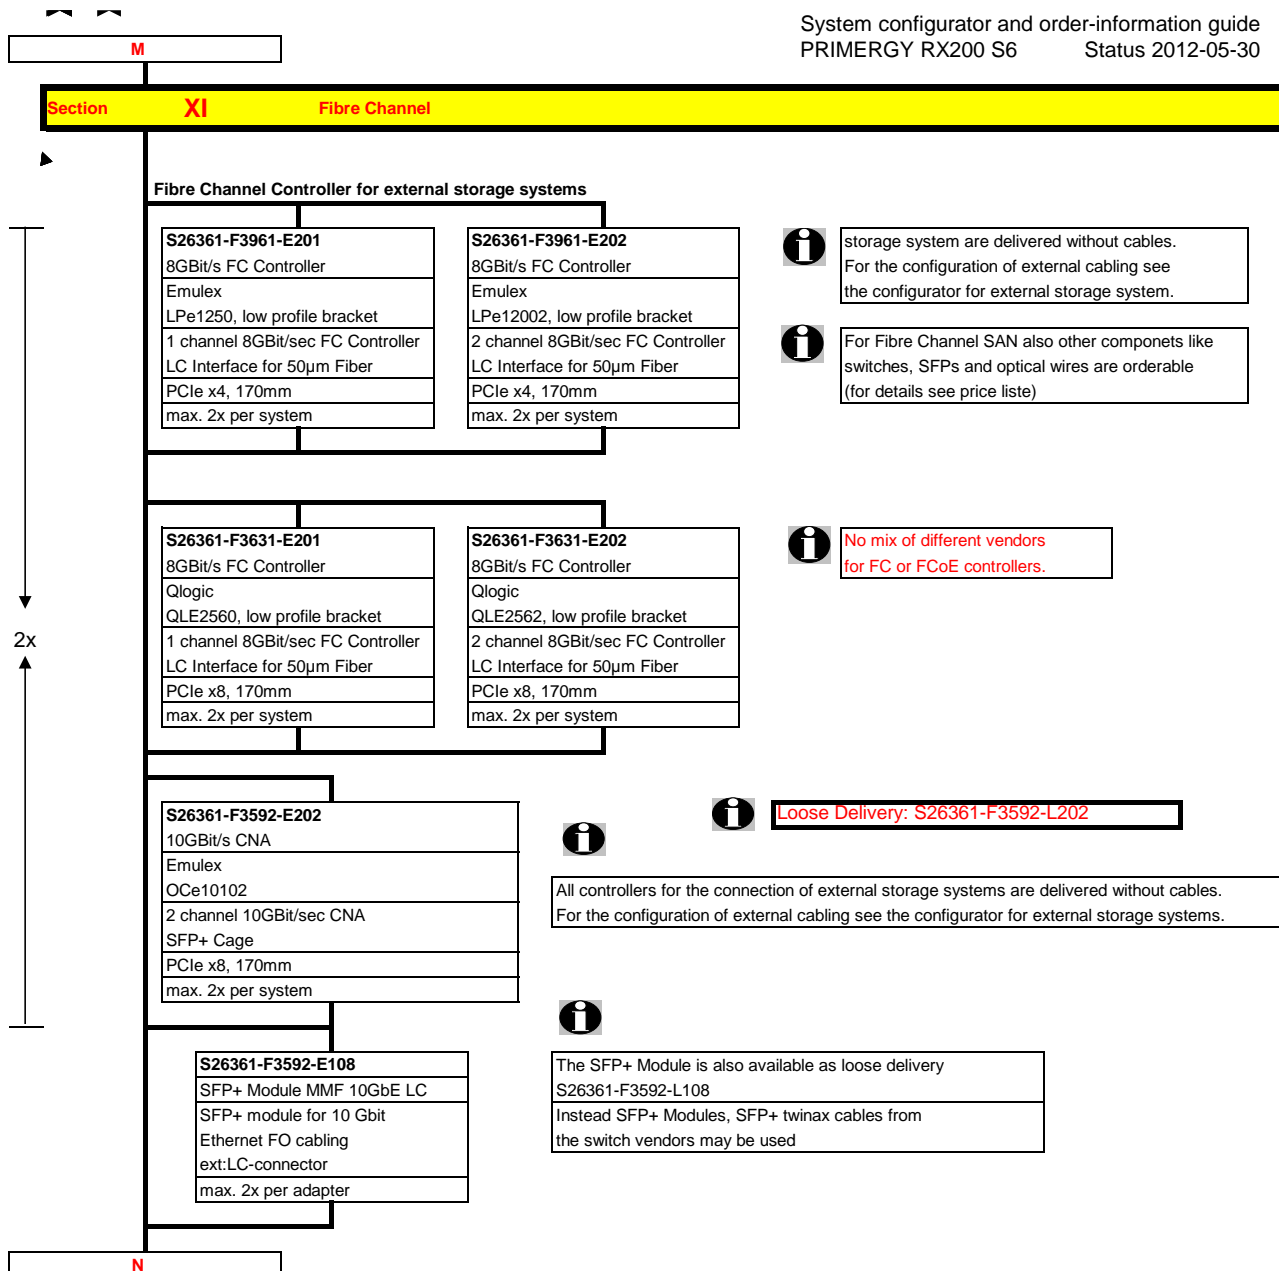 System configurator and order-information guide
PRIMERGY RX200 S6 Status 2012-05-30
M
Section XI Fibre Channel
Fibre Channel Controller for external storage systems
S26361-F3961-E201
8GBit/s FC Controller
Emulex
LPe1250, low profile bracket
1 channel 8GBit/sec FC Controller
LC Interface for 50µm Fiber
PCIe x4, 170mm
max. 2x per system
S26361-F3961-E202
8GBit/s FC Controller
Emulex
LPe12002, low profile bracket
2 channel 8GBit/sec FC Controller
LC Interface for 50µm Fiber
PCIe x4, 170mm
max. 2x per system
storage system are delivered without cables.
For the configuration of external cabling see
the configurator for external storage system.
For Fibre Channel SAN also other componets like
switches, SFPs and optical wires are orderable
(for details see price liste)
S26361-F3631-E201
8GBit/s FC Controller
Qlogic
QLE2560, low profile bracket
1 channel 8GBit/sec FC Controller
LC Interface for 50µm Fiber
PCIe x8, 170mm
max. 2x per system
S26361-F3631-E202
8GBit/s FC Controller
Qlogic
QLE2562, low profile bracket
2 channel 8GBit/sec FC Controller
LC Interface for 50µm Fiber
PCIe x8, 170mm
max. 2x per system
No mix of different vendors
for FC or FCoE controllers.
2x
S26361-F3592-E202
10GBit/s CNA
Emulex
OCe10102
2 channel 10GBit/sec CNA
SFP+ Cage
PCIe x8, 170mm
max. 2x per system
Loose Delivery: S26361-F3592-L202
All controllers for the connection of external storage systems are delivered without cables.
For the configuration of external cabling see the configurator for external storage systems.
S26361-F3592-E108
SFP+ Module MMF 10GbE LC
SFP+ module for 10 Gbit
Ethernet FO cabling
ext:LC-connector
max. 2x per adapter
The SFP+ Module is also available as loose delivery
S26361-F3592-L108
Instead SFP+ Modules, SFP+ twinax cables from
the switch vendors may be used
N